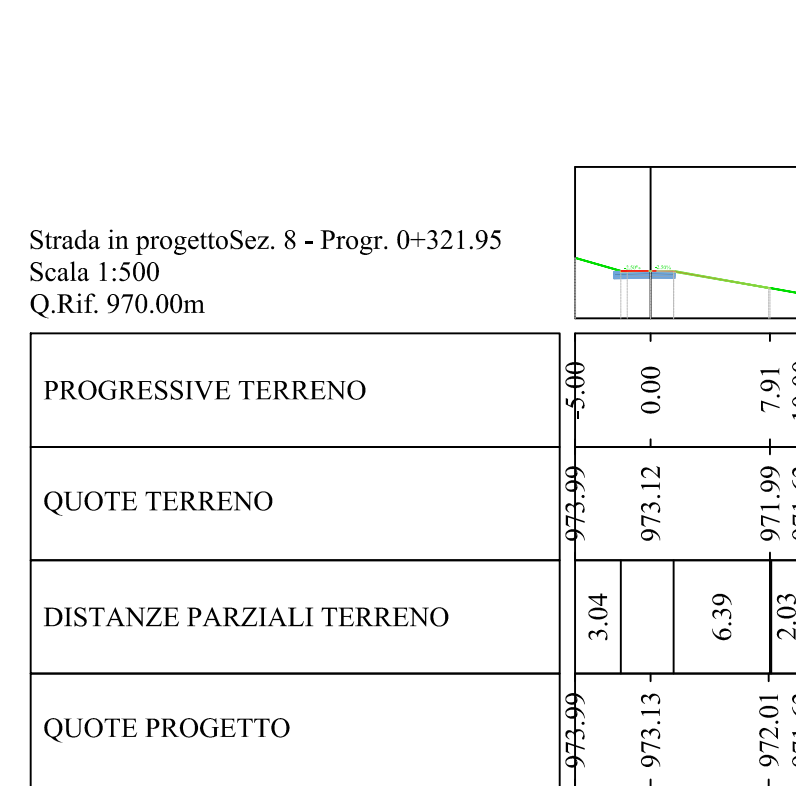 Strada in progettoSez. 8 - Progr. 0+321.95
Scala 1:500
Q.Rif. 970.00m
PROGRESSIVE TERRENO
-5.00 0.00 7.91
QUOTE TERRENO
973.99 973.12 971.99
DISTANZE PARZIALI TERRENO
3.04 6.39 2.03
QUOTE PROGETTO
973.99 973.13 972.01